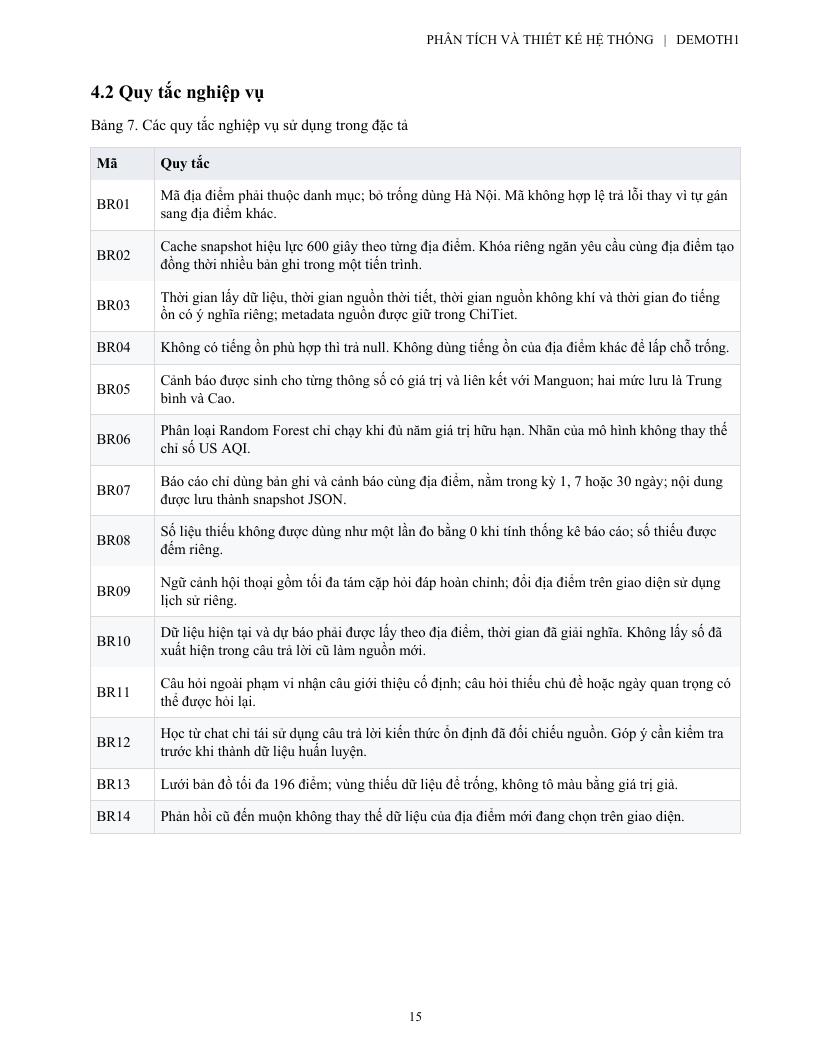 PHÂN TÍCH VÀ THIẾT KẾ HỆ THỐNG | DEMOTH1
4.2 Quy tắc nghiệp vụ
Bảng 7. Các quy tắc nghiệp vụ sử dụng trong đặc tả
Mã Quy tắc
BR01 Mã địa điểm phải thuộc danh mục; bỏ trống dùng Hà Nội. Mã không hợp lệ trả lỗi thay vì tự gán
sang địa điểm khác.
BR02 Cache snapshot hiệu lực 600 giây theo từng địa điểm. Khóa riêng ngăn yêu cầu cùng địa điểm tạo
đồng thời nhiều bản ghi trong một tiến trình.
BR03 Thời gian lấy dữ liệu, thời gian nguồn thời tiết, thời gian nguồn không khí và thời gian đo tiếng
ồn có ý nghĩa riêng; metadata nguồn được giữ trong ChiTiet.
BR04 Không có tiếng ồn phù hợp thì trả null. Không dùng tiếng ồn của địa điểm khác để lấp chỗ trống.
BR05 Cảnh báo được sinh cho từng thông số có giá trị và liên kết với Manguon; hai mức lưu là Trung
bình và Cao.
BR06 Phân loại Random Forest chỉ chạy khi đủ năm giá trị hữu hạn. Nhãn của mô hình không thay thế
chỉ số US AQI.
BR07 Báo cáo chỉ dùng bản ghi và cảnh báo cùng địa điểm, nằm trong kỳ 1, 7 hoặc 30 ngày; nội dung
được lưu thành snapshot JSON.
BR08 Số liệu thiếu không được dùng như một lần đo bằng 0 khi tính thống kê báo cáo; số thiếu được
đếm riêng.
BR09 Ngữ cảnh hội thoại gồm tối đa tám cặp hỏi đáp hoàn chỉnh; đổi địa điểm trên giao diện sử dụng
lịch sử riêng.
BR10 Dữ liệu hiện tại và dự báo phải được lấy theo địa điểm, thời gian đã giải nghĩa. Không lấy số đã
xuất hiện trong câu trả lời cũ làm nguồn mới.
BR11 Câu hỏi ngoài phạm vi nhận câu giới thiệu cố định; câu hỏi thiếu chủ đề hoặc ngày quan trọng có
thể được hỏi lại.
BR12 Học từ chat chỉ tái sử dụng câu trả lời kiến thức ổn định đã đối chiếu nguồn. Góp ý cần kiểm tra
trước khi thành dữ liệu huấn luyện.
BR13 Lưới bản đồ tối đa 196 điểm; vùng thiếu dữ liệu để trống, không tô màu bằng giá trị giả.
BR14 Phản hồi cũ đến muộn không thay thế dữ liệu của địa điểm mới đang chọn trên giao diện.
15